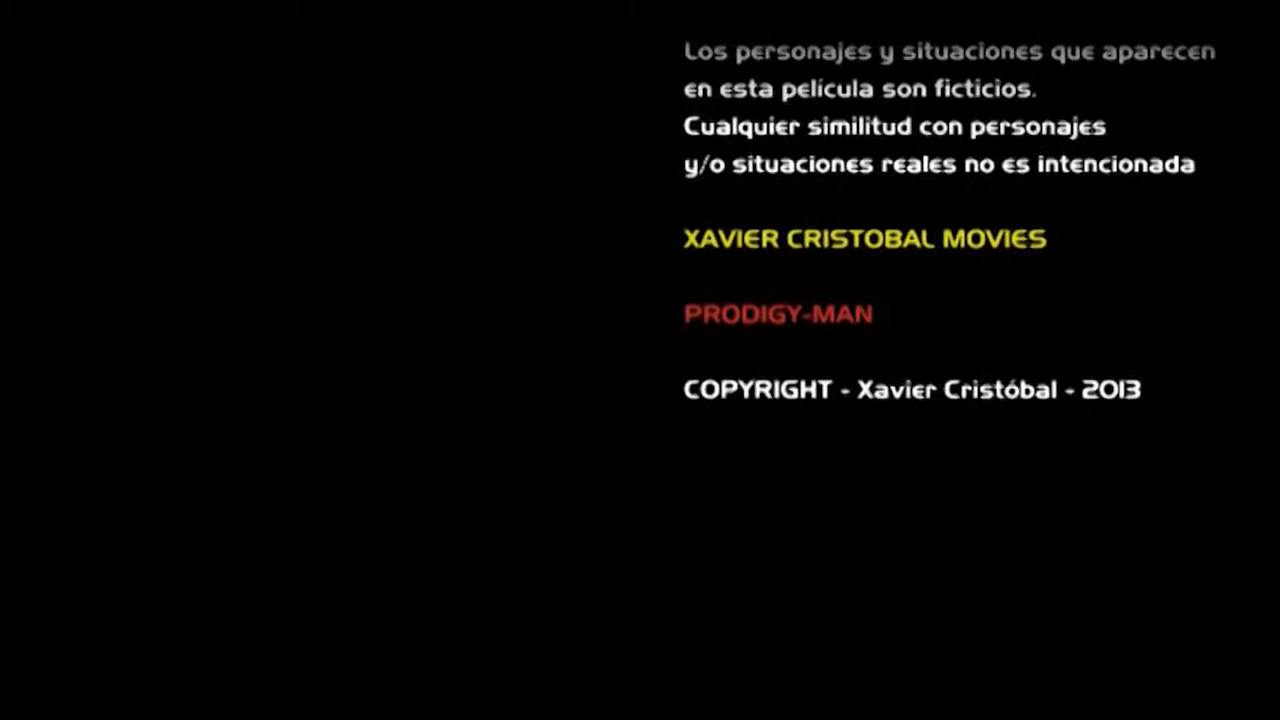 Los personajes y situaciones que aparecen
en esta película son ficticios.
Cualquier similitud con personajes
y/o situaciones reales no es intencionada
XAVIER CRISTOBAL MOVIES
PRODIGY-MAN
COPYRIGHT - Xavier Cristóbal - 2013